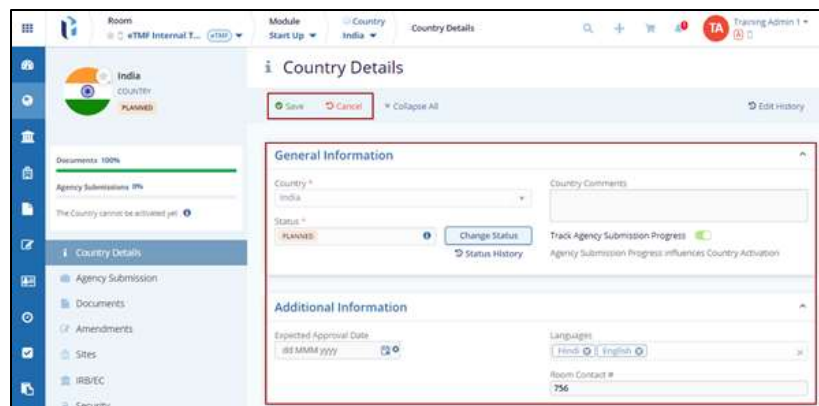 Room
eTMF Internal T... eTMF
Module
Start Up
Country
India
Country Details
TA
Training Admin 1
A
India
COUNTRY
PLANNED
Documents 100%
Agency Submissions 0%
The Country cannot be activated yet
Country Details
Agency Submission
Documents
Amendments
Sites
IRB/EC
Security
Country Details
Save Cancel Collapse All Edit History
General Information
Country *
India
Country Comments
Status *
PLANNED
Change Status
Status History
Track Agency Submission Progress
Agency Submission Progress influences Country Activation
Additional Information
Expected Approval Date
dd MMM yyyy
Languages
Hindi English
Room Contact #
756